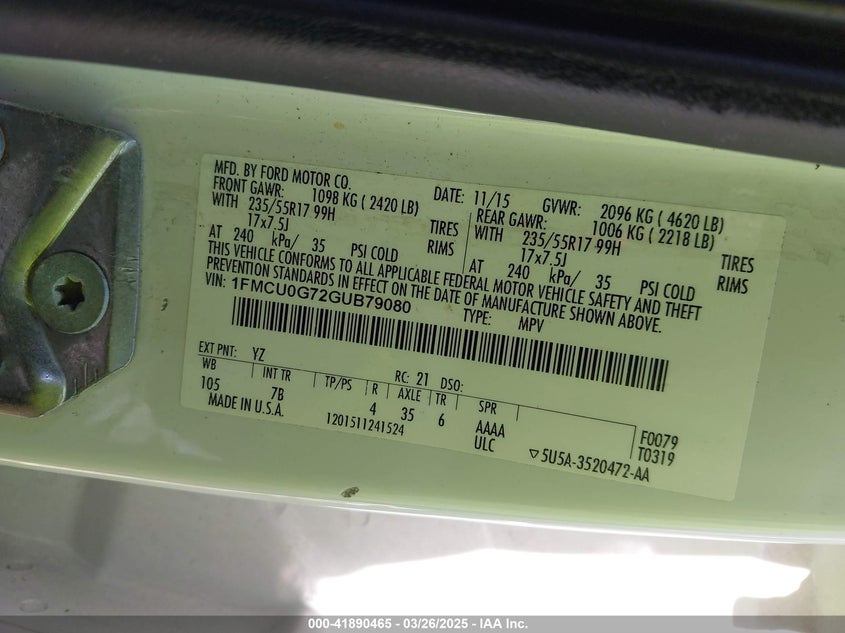 MFD. BY FORD MOTOR CO.
DATE: 11/15 GVWR: 2096 KG ( 4620 LB)
FRONT GAWR: 1098 KG ( 2420 LB) REAR GAWR: 1006 KG ( 2218 LB)
WITH 235/55R17 99H TIRES WITH 235/55R17 99H TIRES
17x7.5J RIMS 17x7.5J RIMS
AT 240 kPa/ 35 PSI COLD AT 240 kPa/ 35 PSI COLD
THIS VEHICLE CONFORMS TO ALL APPLICABLE FEDERAL MOTOR VEHICLE SAFETY AND THEFT
PREVENTION STANDARDS IN EFFECT ON THE DATE OF MANUFACTURE SHOWN ABOVE.
VIN: 1FMCU0G72GUB79080 TYPE: MPV
EXT PNT: YZ RC: 21 DSO:
WB INT TR TP/PS R AXLE TR SPR
105 7B 4 35 6 AAAA F0079
MADE IN U.S.A. 1201511241524 ULC T0319
▽5U5A-3520472-AA
000-41890465 - 03/26/2025 - IAA Inc.